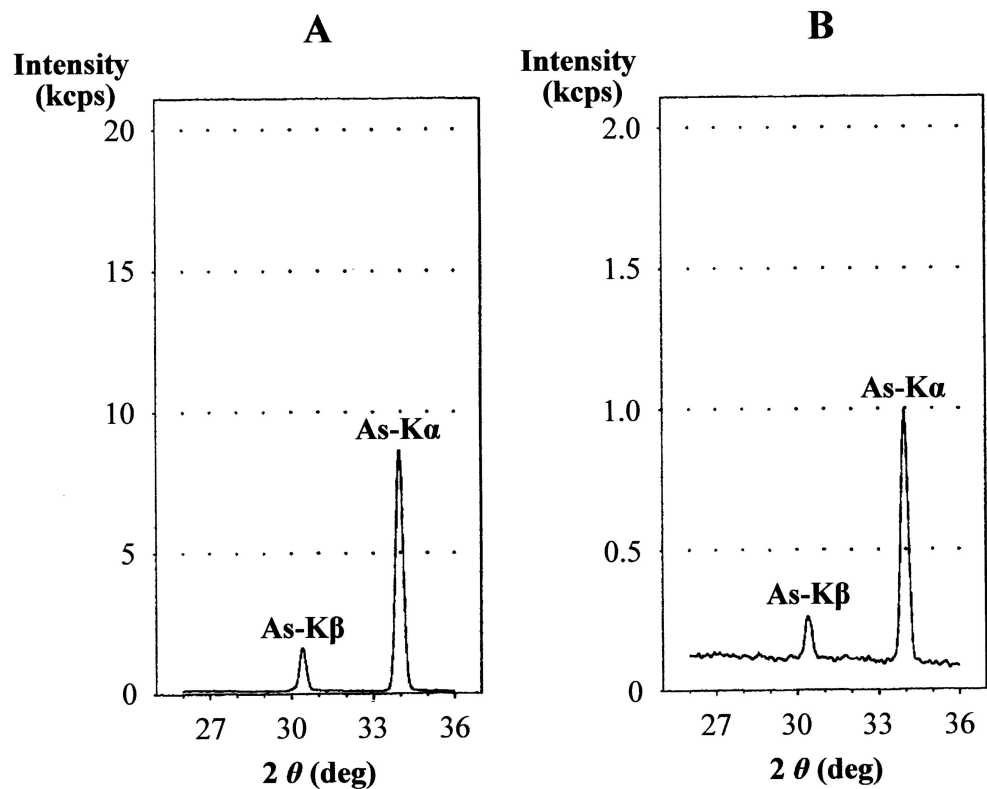 A
Intensity
(kcps)
20
15
10
5
0
As-Kα
As-Kβ
27 30 33 36
2 θ (deg)
B
Intensity
(kcps)
2.0
1.5
1.0
0.5
0
As-Kα
As-Kβ
27 30 33 36
2 θ (deg)